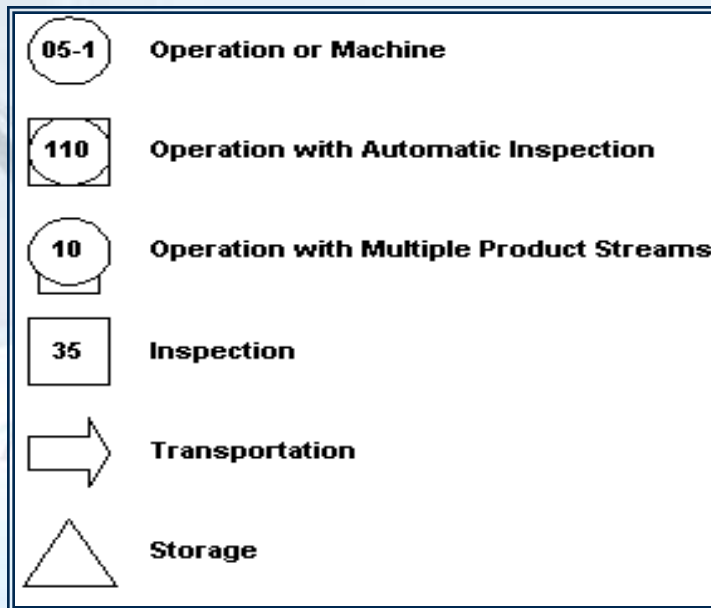 05-1 Operation or Machine
110 Operation with Automatic Inspection
10 Operation with Multiple Product Streams
35 Inspection
Transportation
Storage